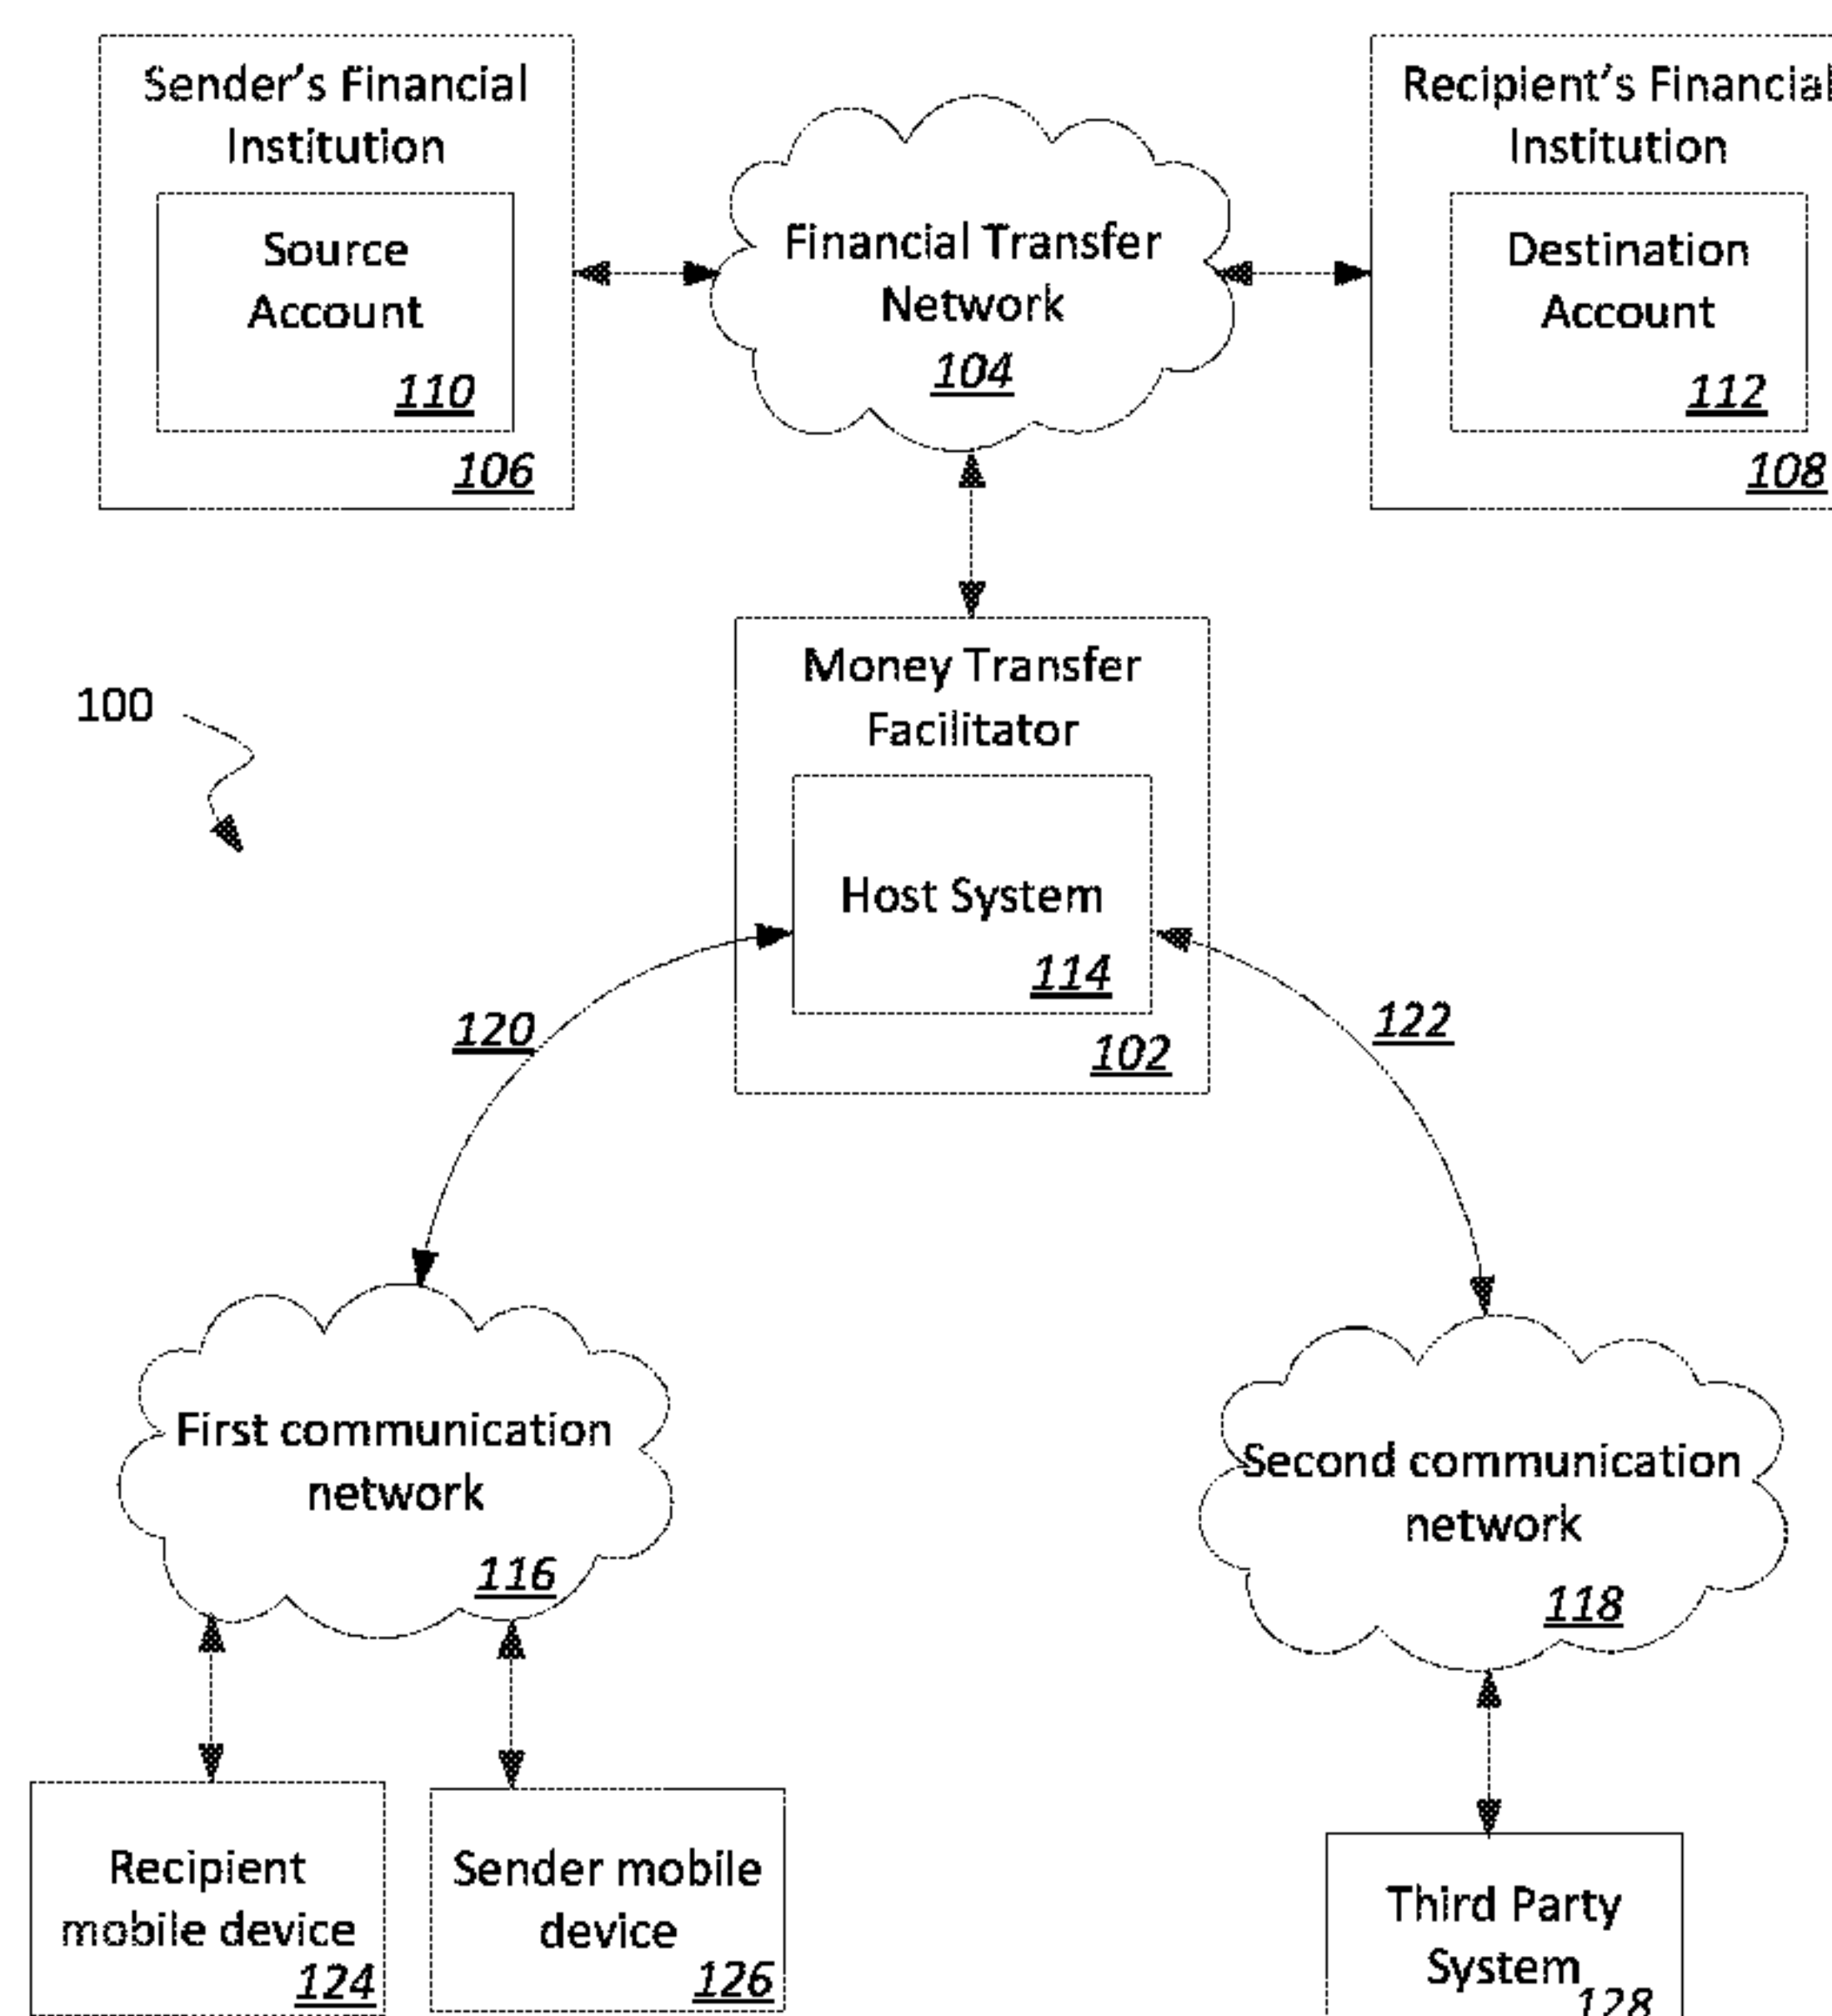 Sender's Financial
Institution
Source
Account
110
106
Financial Transfer
Network
104
Recipient's Financial
Institution
Destination
Account
112
108
100
Money Transfer
Facilitator
Host System
114
102
120
122
First communication
network
116
Second communication
network
118
Recipient
mobile device
124
Sender mobile
device
126
Third Party
System
128